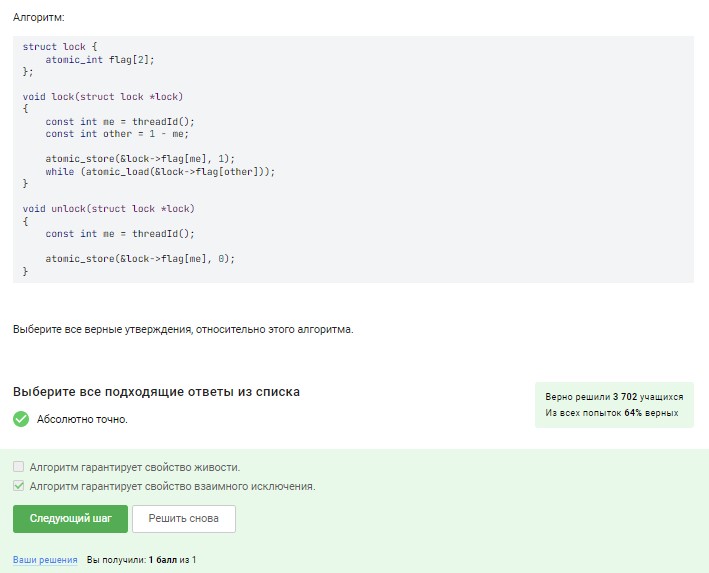 Алгоритм:
struct lock {
    atomic_int flag[2];
};
void lock(struct lock *lock)
{
    const int me = threadId();
    const int other = 1 - me;
    atomic_store(&lock->flag[me], 1);
    while (atomic_load(&lock->flag[other]));
}
void unlock(struct lock *lock)
{
    const int me = threadId();
    atomic_store(&lock->flag[me], 0);
}
Выберите все верные утверждения, относительно этого алгоритма.
Выберите все подходящие ответы из списка
Верно решили 3 702 учащихся
Из всех попыток 64% верных
Абсолютно точно.
Алгоритм гарантирует свойство живости.
Алгоритм гарантирует свойство взаимного исключения.
Следующий шаг Решить снова
Ваши решения Вы получили: 1 балл из 1